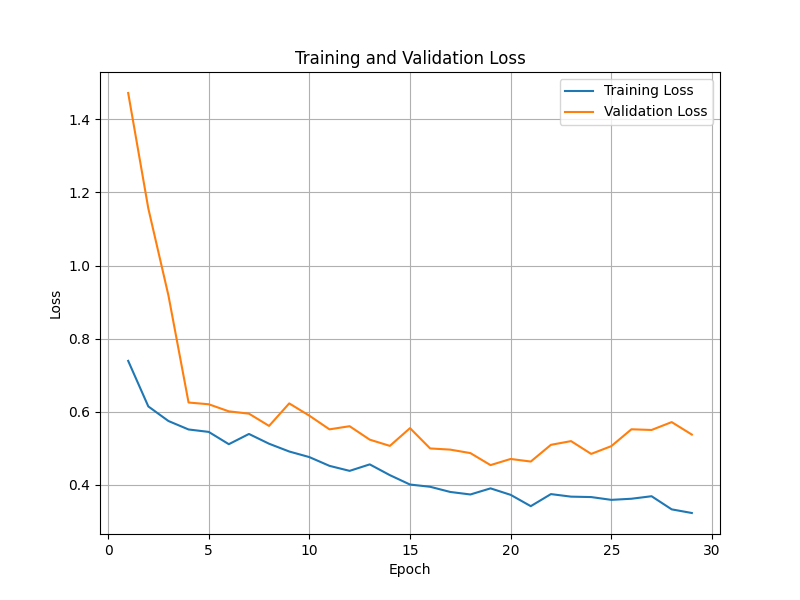 Training and Validation Loss
Training Loss
Validation Loss
1.4
1.2
1.0
0.8
0.6
0.4
Loss
0 5 10 15 20 25 30
Epoch